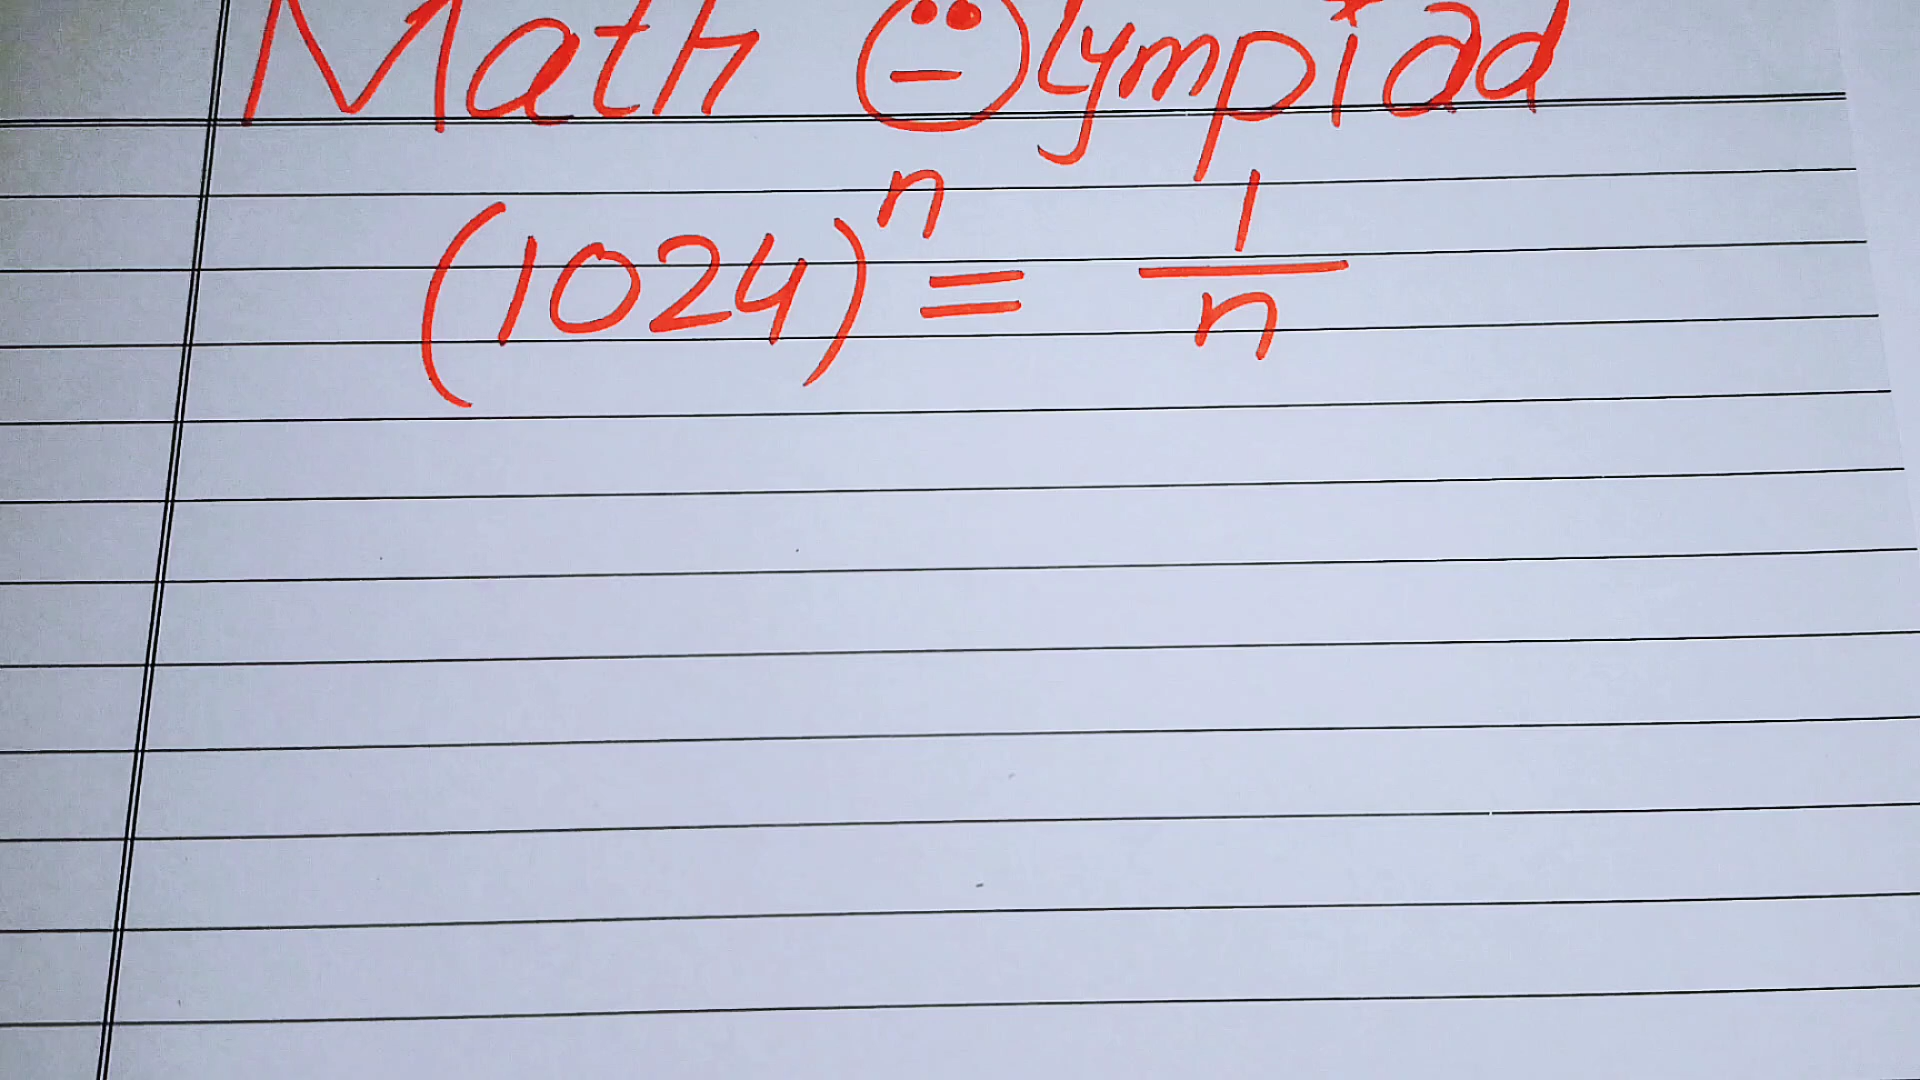 Math Olympiad
(1024)^n = 1/n